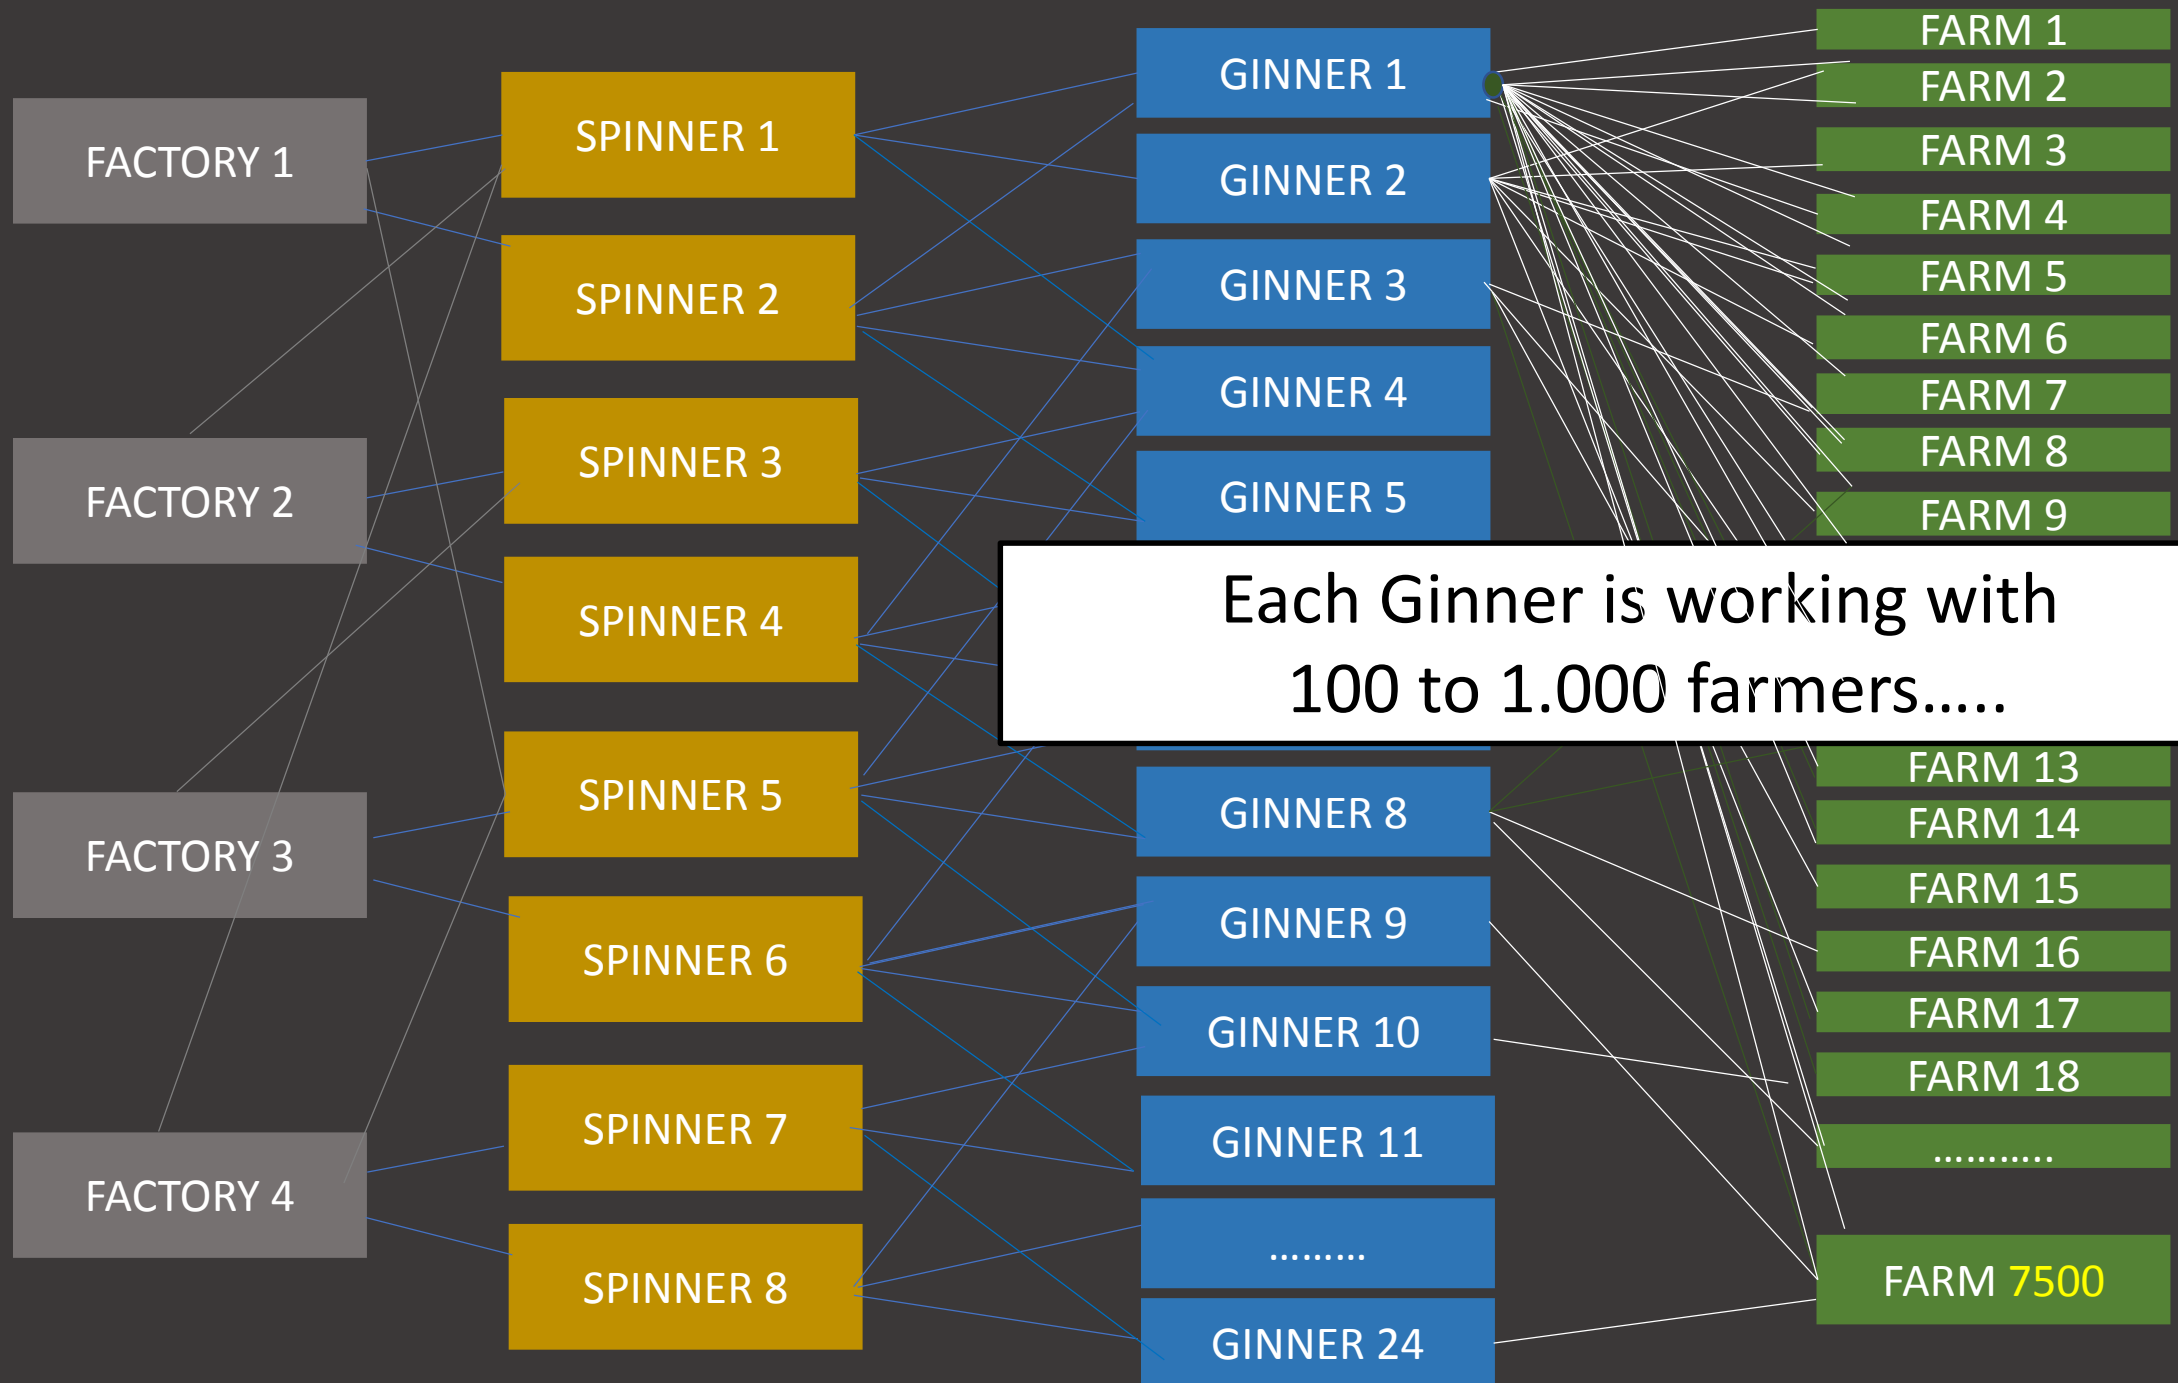 FACTORY 1
FACTORY 2
FACTORY 3
FACTORY 4
SPINNER 1
SPINNER 2
SPINNER 3
SPINNER 4
SPINNER 5
SPINNER 6
SPINNER 7
SPINNER 8
GINNER 1
GINNER 2
GINNER 3
GINNER 4
GINNER 5
GINNER 8
GINNER 9
GINNER 10
GINNER 11
.........
GINNER 24
Each Ginner is working with
100 to 1.000 farmers.....
FARM 1
FARM 2
FARM 3
FARM 4
FARM 5
FARM 6
FARM 7
FARM 8
FARM 9
FARM 13
FARM 14
FARM 15
FARM 16
FARM 17
FARM 18
...........
FARM 7500